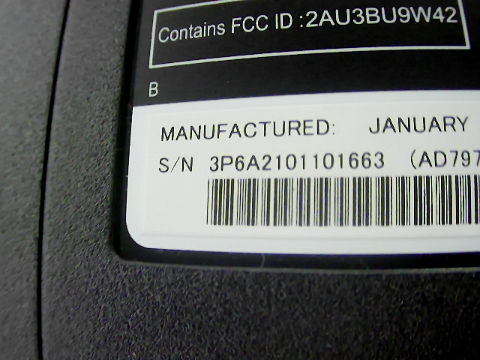 Contains FCC ID : 2AU3BU9W42
B
MANUFACTURED: JANUARY
S/N 3P6A2101101663 (AD797